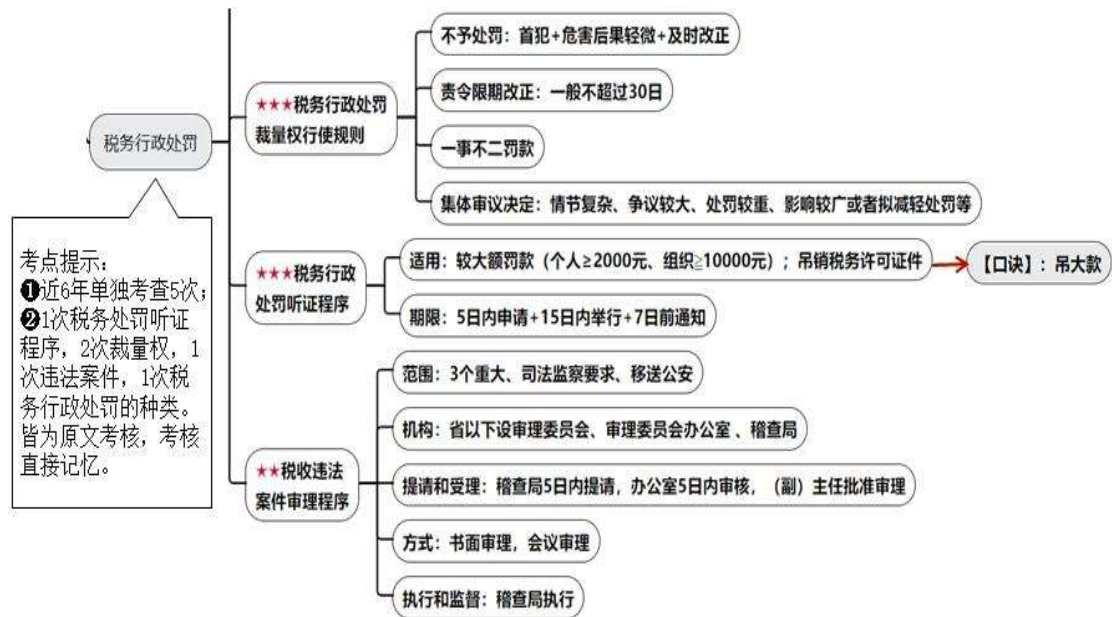 税务行政处罚
★★★税务行政处罚
裁量权行使规则
不予处罚：首犯+危害后果轻微+及时改正
责令限期改正：一般不超过30日
一事不二罚款
集体审议决定：情节复杂、争议较大、处罚较重、影响较广或者拟减轻处罚等
★★★税务行政
处罚听证程序
适用：较大额罚款（个人≥2000元、组织≥10000元）；吊销税务许可证件
【口诀】：吊大款
期限：5日内申请+15日内举行+7日前通知
★★税收违法
案件审理程序
范围：3个重大、司法监察要求、移送公安
机构：省以下设审理委员会、审理委员会办公室 、稽查局
提请和受理：稽查局5日内提请，办公室5日内审核，（副）主任批准审理
方式：书面审理，会议审理
执行和监督：稽查局执行
考点提示：
❶近6年单独考查5次；
❷1次税务处罚听证
程序，2次裁量权，1
次违法案件，1次税
务行政处罚的种类。
皆为原文考核，考核
直接记忆。